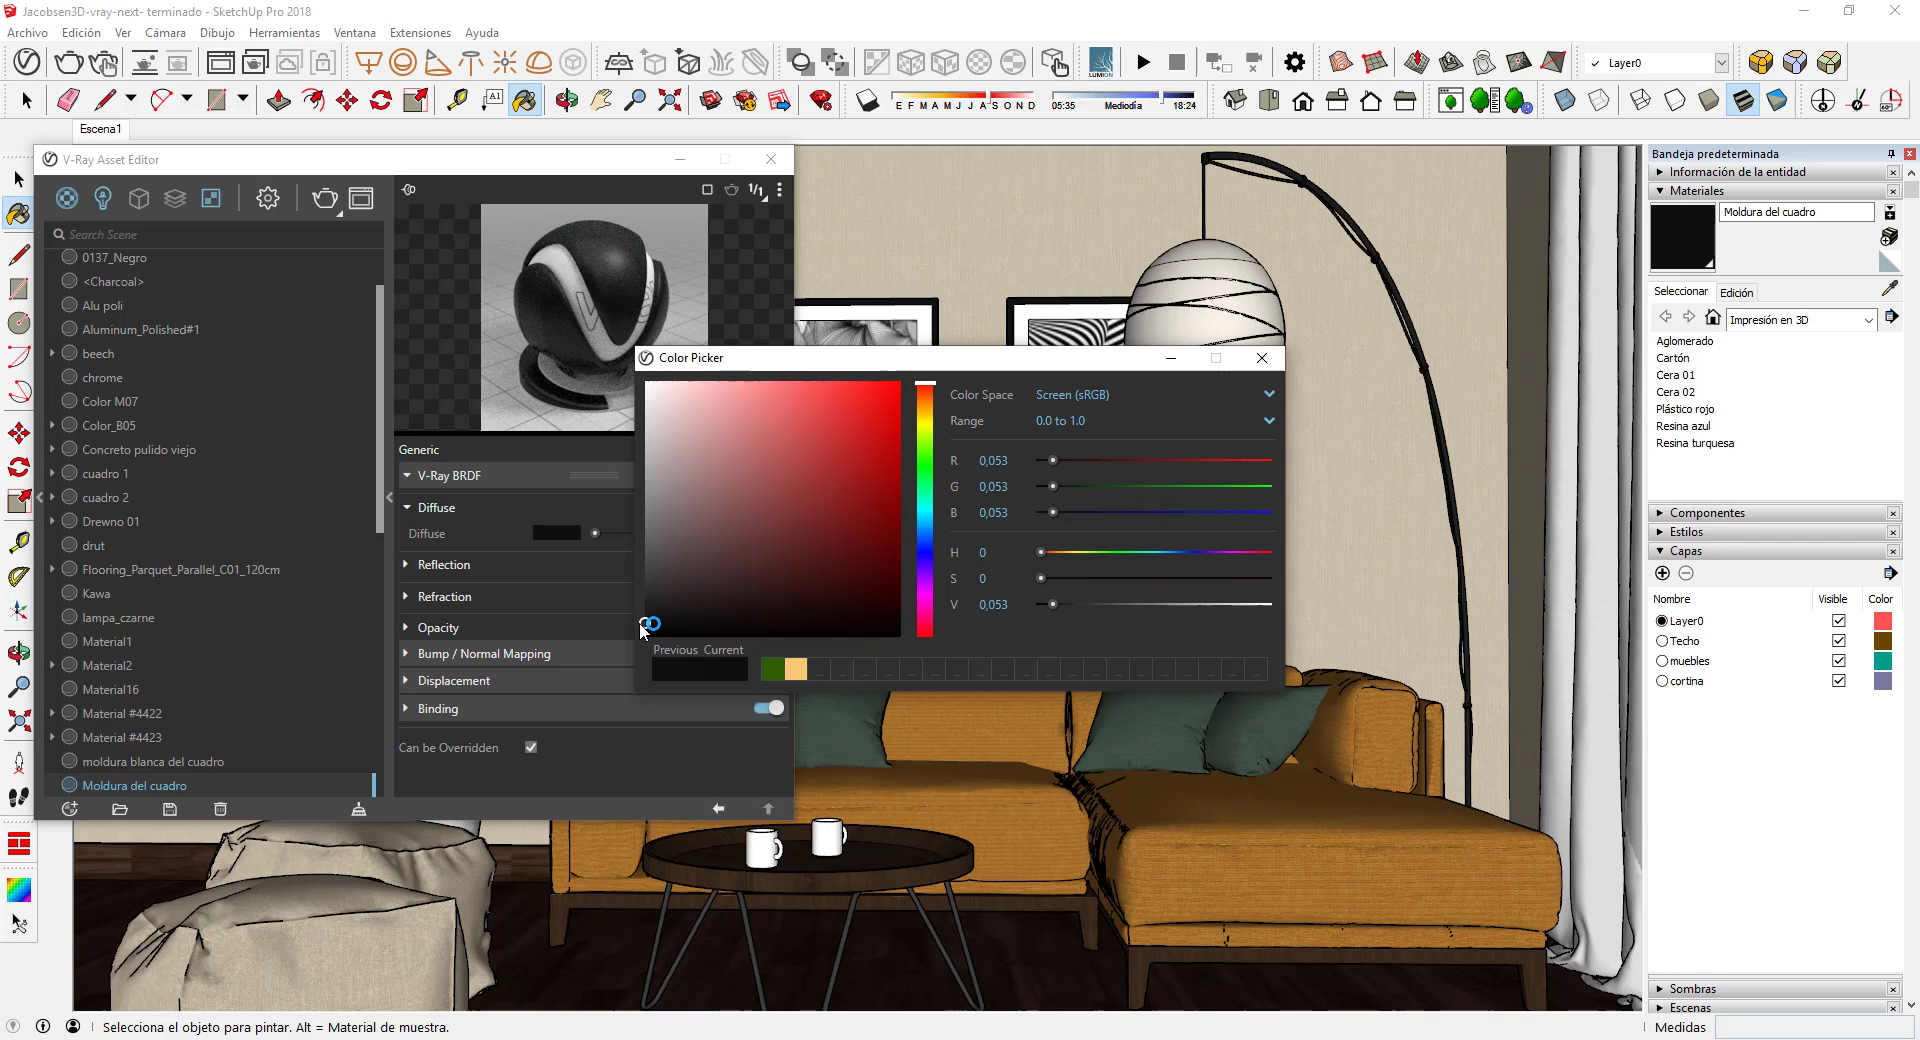 Jacobsen3D-vray-next- terminado - SketchUp Pro 2018
Archivo Edición Ver Cámara Dibujo Herramientas Ventana Extensiones Ayuda
LUMION
Layer0
A1
E F M A M J J A S O N D
05:35 Mediodía 18:24
60°
Escena1
V-Ray Asset Editor
Search Scene
0137_Negro
<Charcoal>
Alu poli
Aluminum_Polished#1
beech
chrome
Color M07
Color_B05
Concreto pulido viejo
cuadro 1
cuadro 2
Drewno 01
drut
Flooring_Parquet_Parallel_C01_120cm
Kawa
lampa_czarne
Material1
Material2
Material16
Material #4422
Material #4423
moldura blanca del cuadro
Moldura del cuadro
1/1
Generic
V-Ray BRDF
Diffuse
Diffuse
Reflection
Refraction
Opacity
Bump / Normal Mapping
Displacement
Binding
Can be Overridden
Color Picker
Color Space Screen (sRGB)
Range 0.0 to 1.0
R 0,053
G 0,053
B 0,053
H 0
S 0
V 0,053
Previous Current
Bandeja predeterminada
Información de la entidad
Materiales
Moldura del cuadro
Seleccionar Edición
Impresión en 3D
Aglomerado
Cartón
Cera 01
Cera 02
Plástico rojo
Resina azul
Resina turquesa
Componentes
Estilos
Capas
Nombre Visible Color
Layer0
Techo
muebles
cortina
Sombras
Escenas
Selecciona el objeto para pintar. Alt = Material de muestra.
Medidas